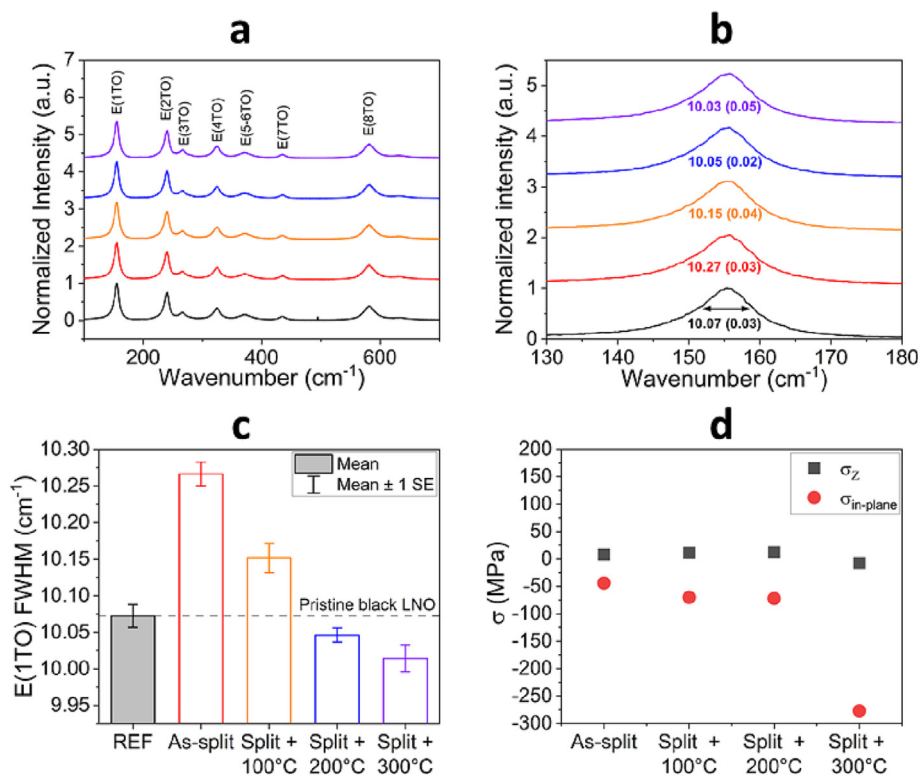 a
Normalized Intensity (a.u.)
7
6
5
4
3
2
1
0
E(1TO)
E(2TO)
E(3TO)
E(4TO)
E(5-6TO)
E(7TO)
E(8TO)
200 400 600
Wavenumber (cm⁻¹)
b
Normalized intensity (a.u.)
5
4
3
2
1
0
10.03 (0.05)
10.05 (0.02)
10.15 (0.04)
10.27 (0.03)
10.07 (0.03)
130 140 150 160 170 180
Wavenumber (cm⁻¹)
c
E(1TO) FWHM (cm⁻¹)
10.30
10.25
10.20
10.15
10.10
10.05
10.00
9.95
Mean
Mean ± 1 SE
Pristine black LNO
REF As-split Split + Split + Split +
100°C 200°C 300°C
d
σ (MPa)
200
150
100
50
0
-50
-100
-150
-200
-250
-300
σZ
σin-plane
As-split Split + Split + Split +
100°C 200°C 300°C